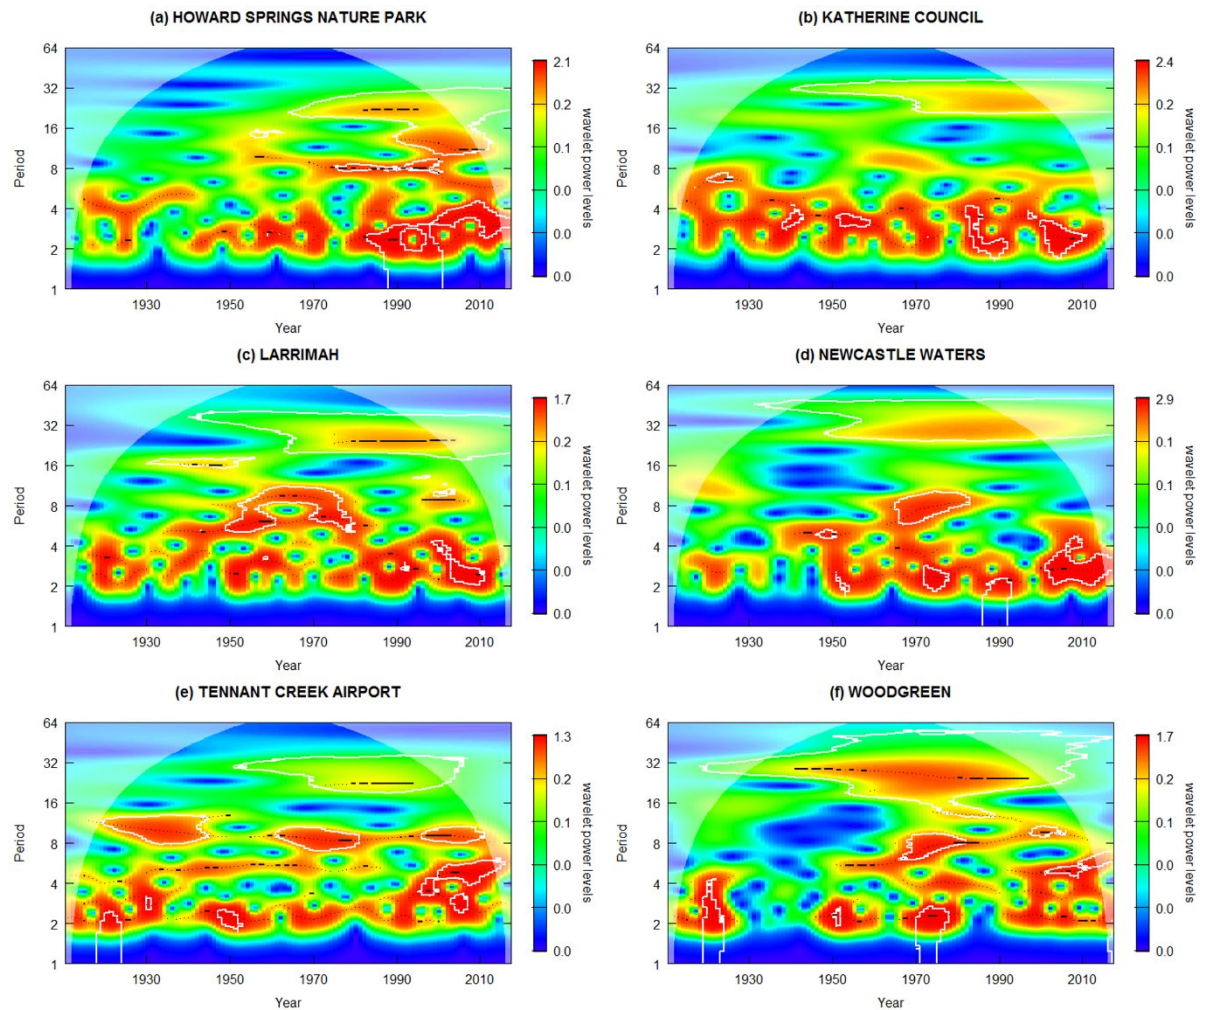 (a) HOWARD SPRINGS NATURE PARK
64
32
16
8
4
2
1
Period
1930 1950 1970 1990 2010
Year
2.1
0.2
0.1
0.0
0.0
0.0
wavelet power levels
(b) KATHERINE COUNCIL
64
32
16
8
4
2
1
Period
1930 1950 1970 1990 2010
Year
2.4
0.2
0.1
0.0
0.0
0.0
wavelet power levels
(c) LARRIMAH
64
32
16
8
4
2
1
Period
1930 1950 1970 1990 2010
Year
1.7
0.2
0.1
0.0
0.0
0.0
wavelet power levels
(d) NEWCASTLE WATERS
64
32
16
8
4
2
1
Period
1930 1950 1970 1990 2010
Year
2.9
0.1
0.1
0.0
0.0
0.0
wavelet power levels
(e) TENNANT CREEK AIRPORT
64
32
16
8
4
2
1
Period
1930 1950 1970 1990 2010
Year
1.3
0.2
0.1
0.0
0.0
0.0
wavelet power levels
(f) WOODGREEN
64
32
16
8
4
2
1
Period
1930 1950 1970 1990 2010
Year
1.7
0.2
0.1
0.0
0.0
0.0
wavelet power levels